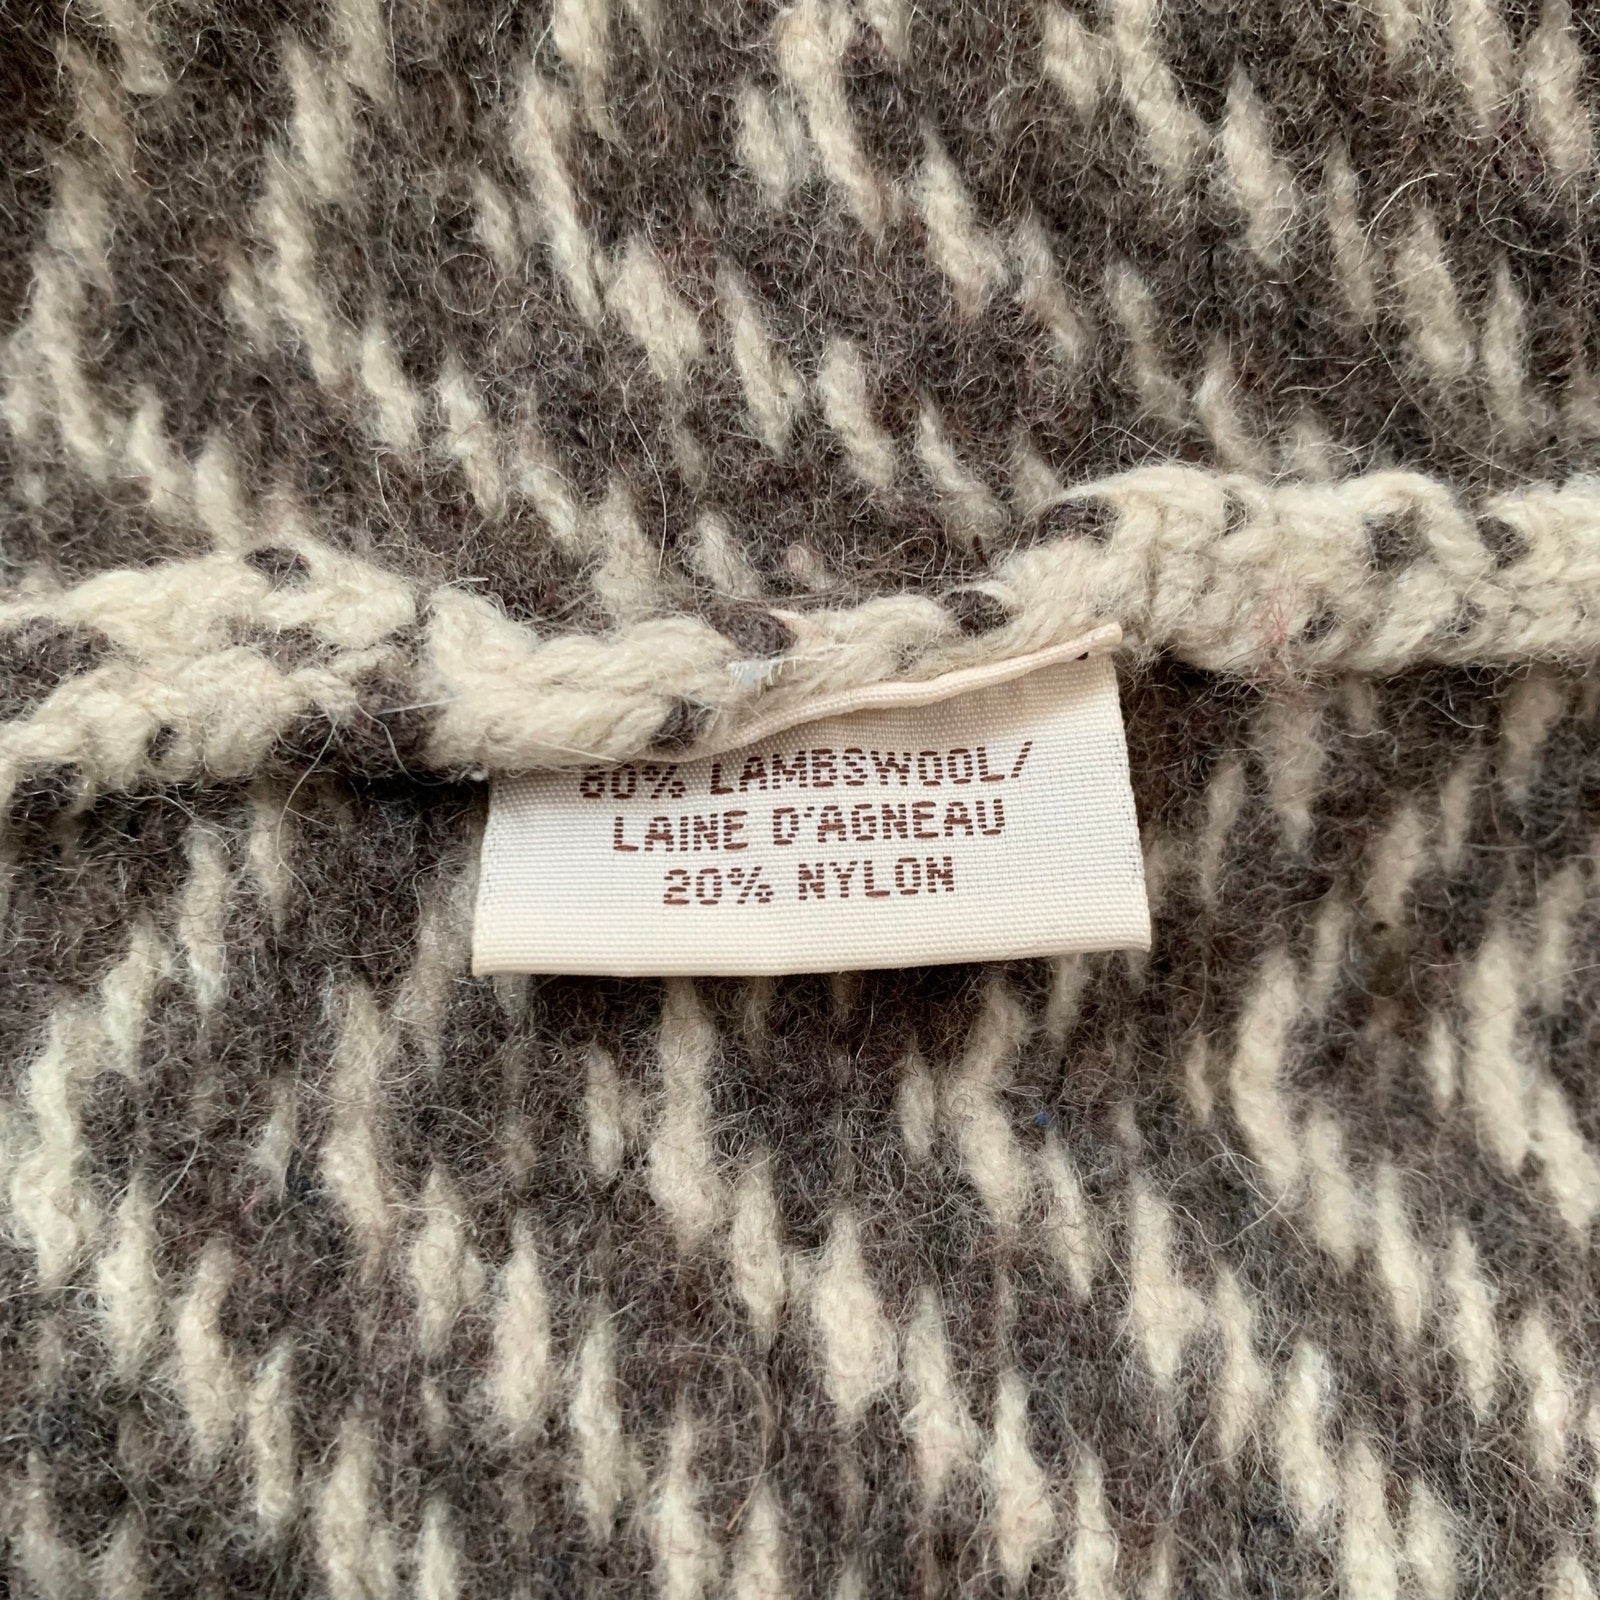 80% LAMBSWOOL/
LAINE D'AGNEAU
20% NYLON